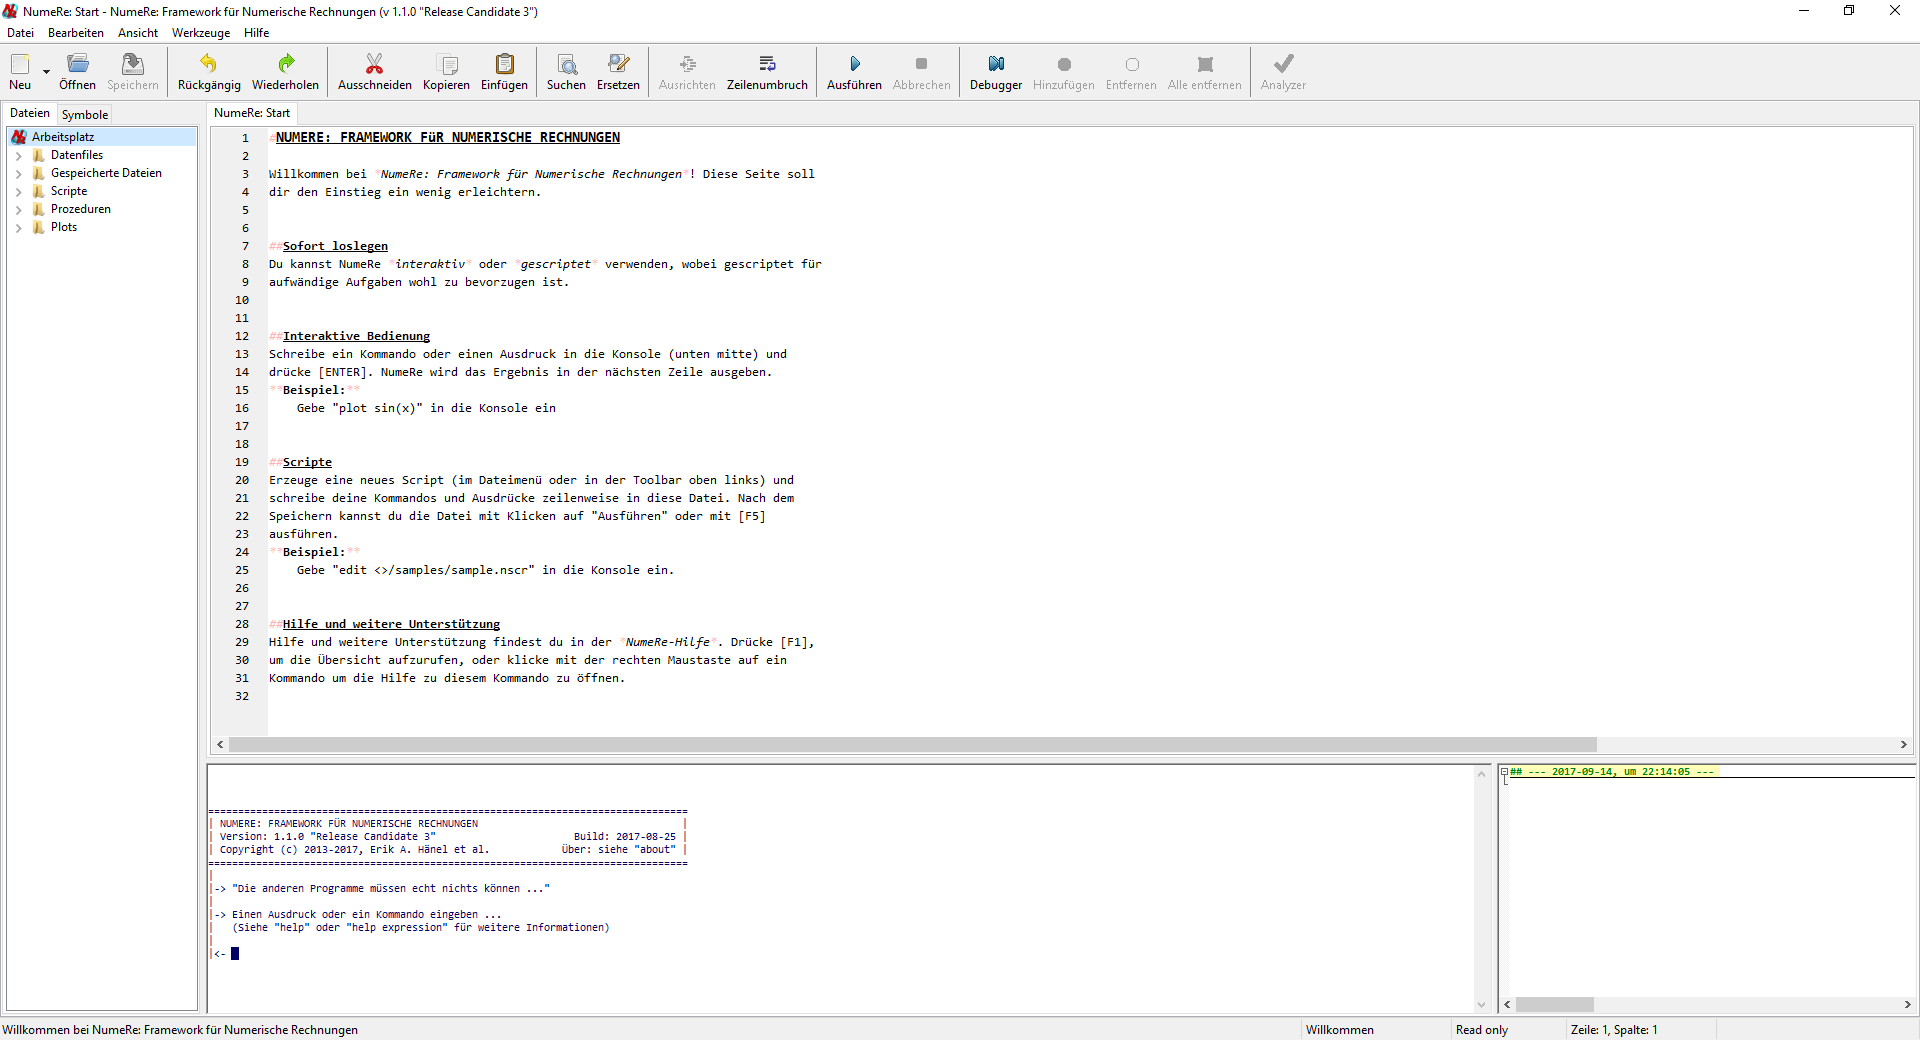 NumeRe: Start - NumeRe: Framework für Numerische Rechnungen (v 1.1.0 "Release Candidate 3")
Datei Bearbeiten Ansicht Werkzeuge Hilfe
Neu Öffnen Speichern Rückgängig Wiederholen Ausschneiden Kopieren Einfügen Suchen Ersetzen Ausrichten Zeilenumbruch Ausführen Abbrechen Debugger Hinzufügen Entfernen Alle entfernen Analyzer
Dateien Symbole
Arbeitsplatz
Datenfiles
Gespeicherte Dateien
Scripte
Prozeduren
Plots
NumeRe: Start
1 #NUMERE: FRAMEWORK FüR NUMERISCHE RECHNUNGEN
2
3 Willkommen bei *NumeRe: Framework für Numerische Rechnungen*! Diese Seite soll
4 dir den Einstieg ein wenig erleichtern.
5
6
7 ##Sofort loslegen
8 Du kannst NumeRe *interaktiv* oder *gescriptet* verwenden, wobei gescriptet für
9 aufwändige Aufgaben wohl zu bevorzugen ist.
10
11
12 ##Interaktive Bedienung
13 Schreibe ein Kommando oder einen Ausdruck in die Konsole (unten mitte) und
14 drücke [ENTER]. NumeRe wird das Ergebnis in der nächsten Zeile ausgeben.
15 **Beispiel:**
16 Gebe "plot sin(x)" in die Konsole ein
17
18
19 ##Scripte
20 Erzeuge eine neues Script (im Dateimenü oder in der Toolbar oben links) und
21 schreibe deine Kommandos und Ausdrücke zeilenweise in diese Datei. Nach dem
22 Speichern kannst du die Datei mit Klicken auf "Ausführen" oder mit [F5]
23 ausführen.
24 **Beispiel:**
25 Gebe "edit <>/samples/sample.nscr" in die Konsole ein.
26
27
28 ##Hilfe und weitere Unterstützung
29 Hilfe und weitere Unterstützung findest du in der *NumeRe-Hilfe*. Drücke [F1],
30 um die Übersicht aufzurufen, oder klicke mit der rechten Maustaste auf ein
31 Kommando um die Hilfe zu diesem Kommando zu öffnen.
32
================================================================================
| NUMERE: FRAMEWORK FÜR NUMERISCHE RECHNUNGEN |
| Version: 1.1.0 "Release Candidate 3" Build: 2017-08-25 |
| Copyright (c) 2013-2017, Erik A. Hänel et al. Über: siehe "about" |
================================================================================
|
|-> "Die anderen Programme müssen echt nichts können ..."
|
|-> Einen Ausdruck oder ein Kommando eingeben ...
| (Siehe "help" oder "help expression" für weitere Informationen)
|
|<-
## --- 2017-09-14, um 22:14:05 ---
Willkommen bei NumeRe: Framework für Numerische Rechnungen
Willkommen
Read only
Zeile: 1, Spalte: 1